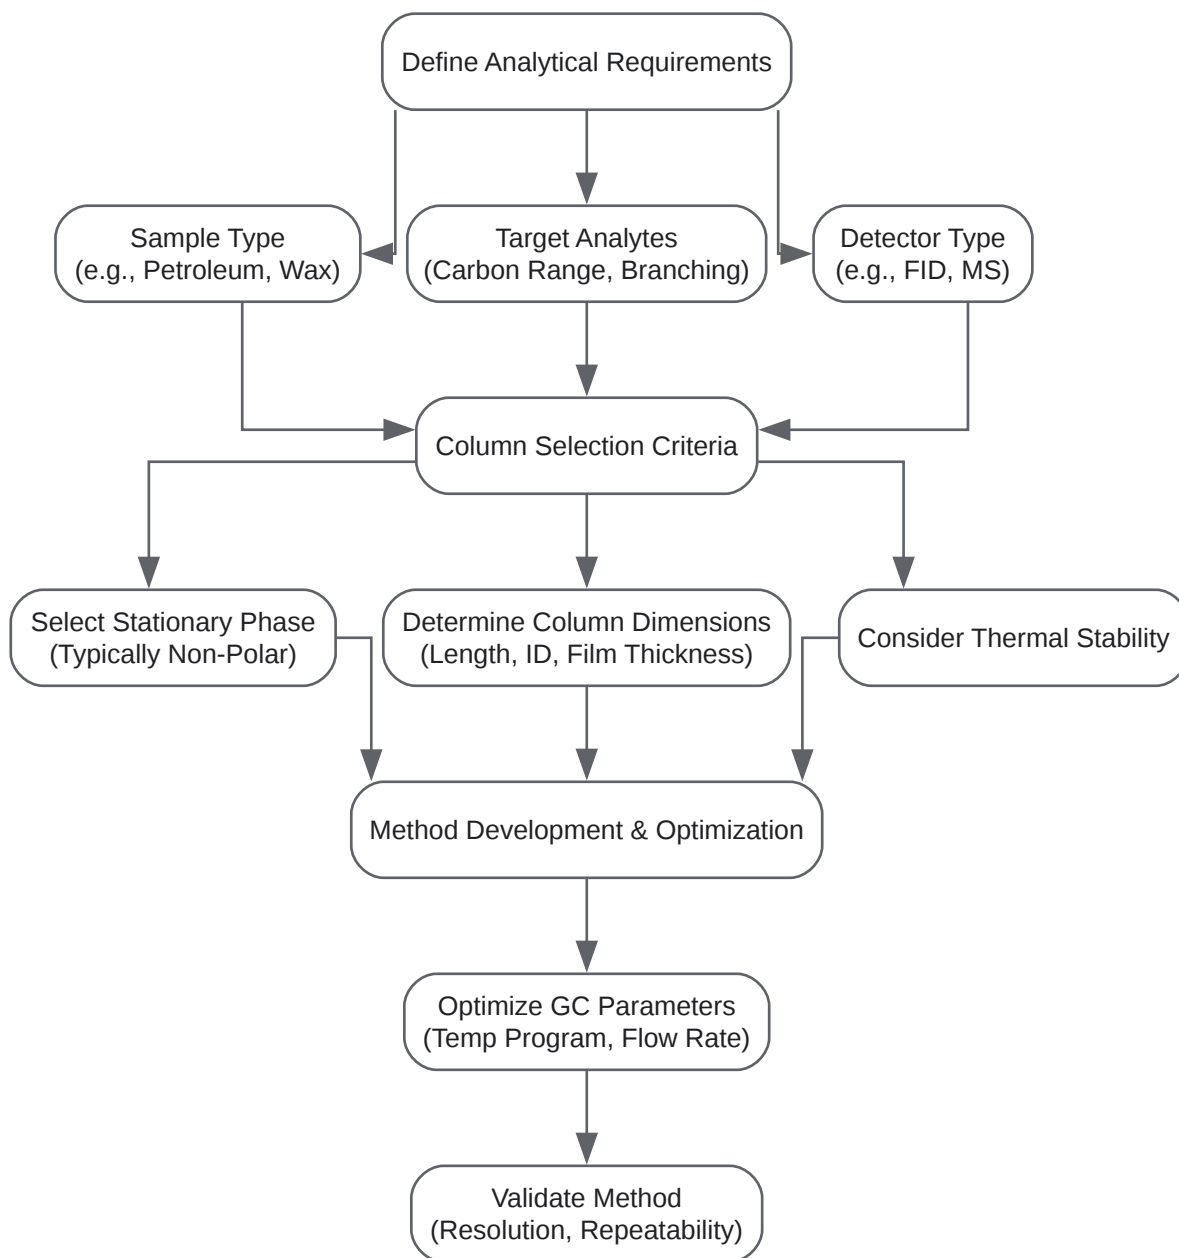 Define Analytical Requirements
Sample Type
(e.g., Petroleum, Wax)
Target Analytes
(Carbon Range, Branching)
Detector Type
(e.g., FID, MS)
Column Selection Criteria
Select Stationary Phase
(Typically Non-Polar)
Determine Column Dimensions
(Length, ID, Film Thickness)
Consider Thermal Stability
Method Development & Optimization
Optimize GC Parameters
(Temp Program, Flow Rate)
Validate Method
(Resolution, Repeatability)